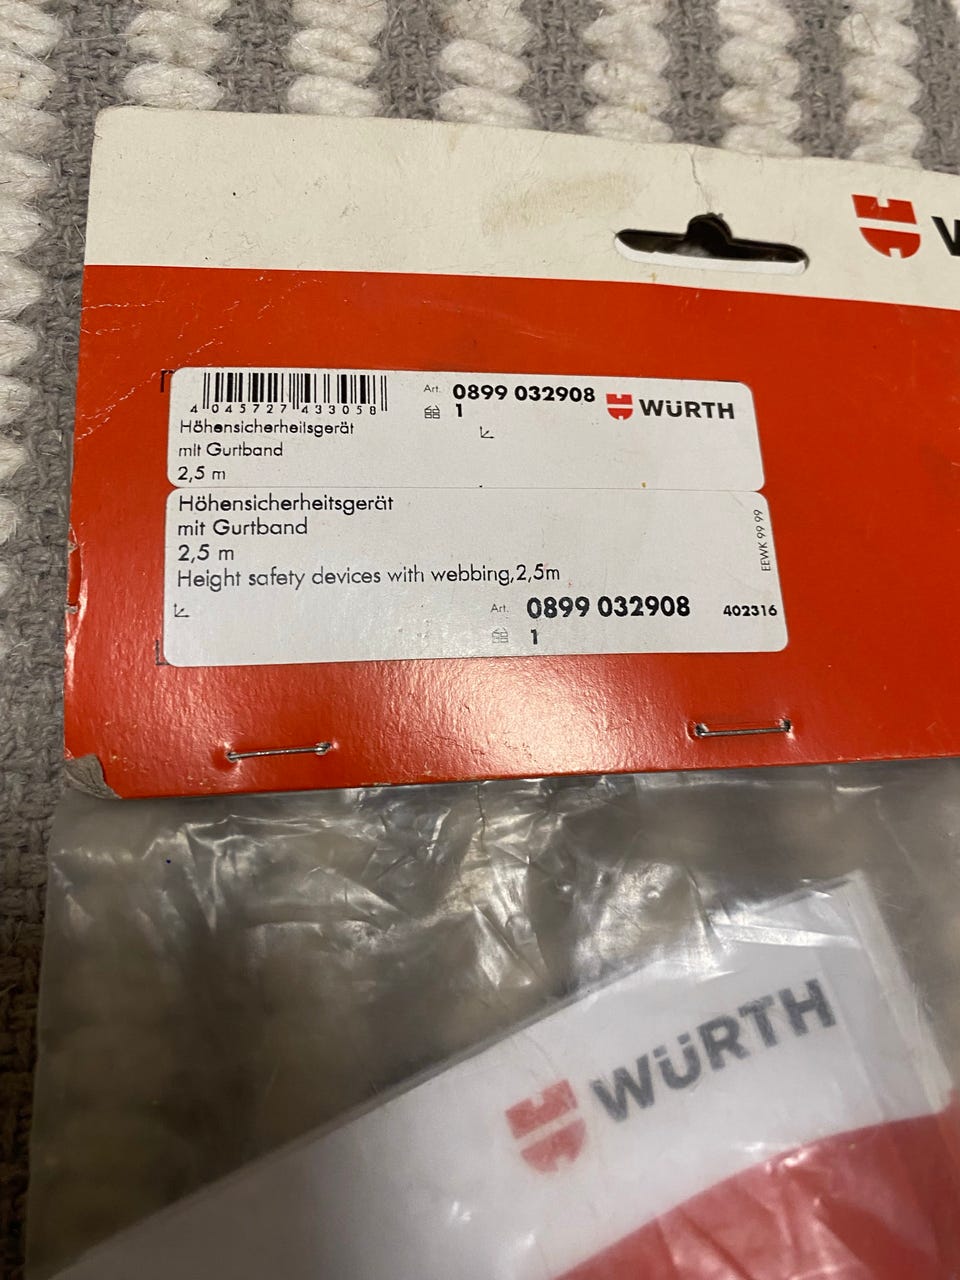 4 045727 433058
Art. 0899 032908
1
WÜRTH
Höhensicherheitsgerät
mit Gurtband
2,5 m
Höhensicherheitsgerät
mit Gurtband
2,5 m
Height safety devices with webbing,2,5m
Art. 0899 032908
1
402316
EEWK 99 99
WÜRTH